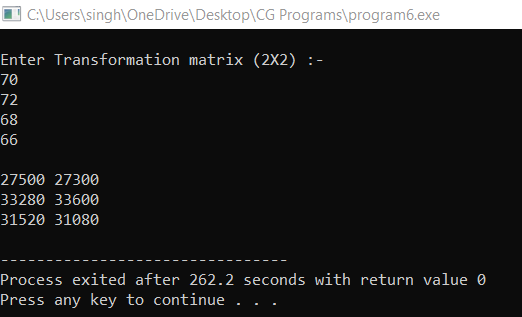 C:\Users\singh\OneDrive\Desktop\CG Programs\program6.exe
Enter Transformation matrix (2X2) :-
70
72
68
66
27500 27300
33280 33600
31520 31080
--------------------------------
Process exited after 262.2 seconds with return value 0
Press any key to continue . . .